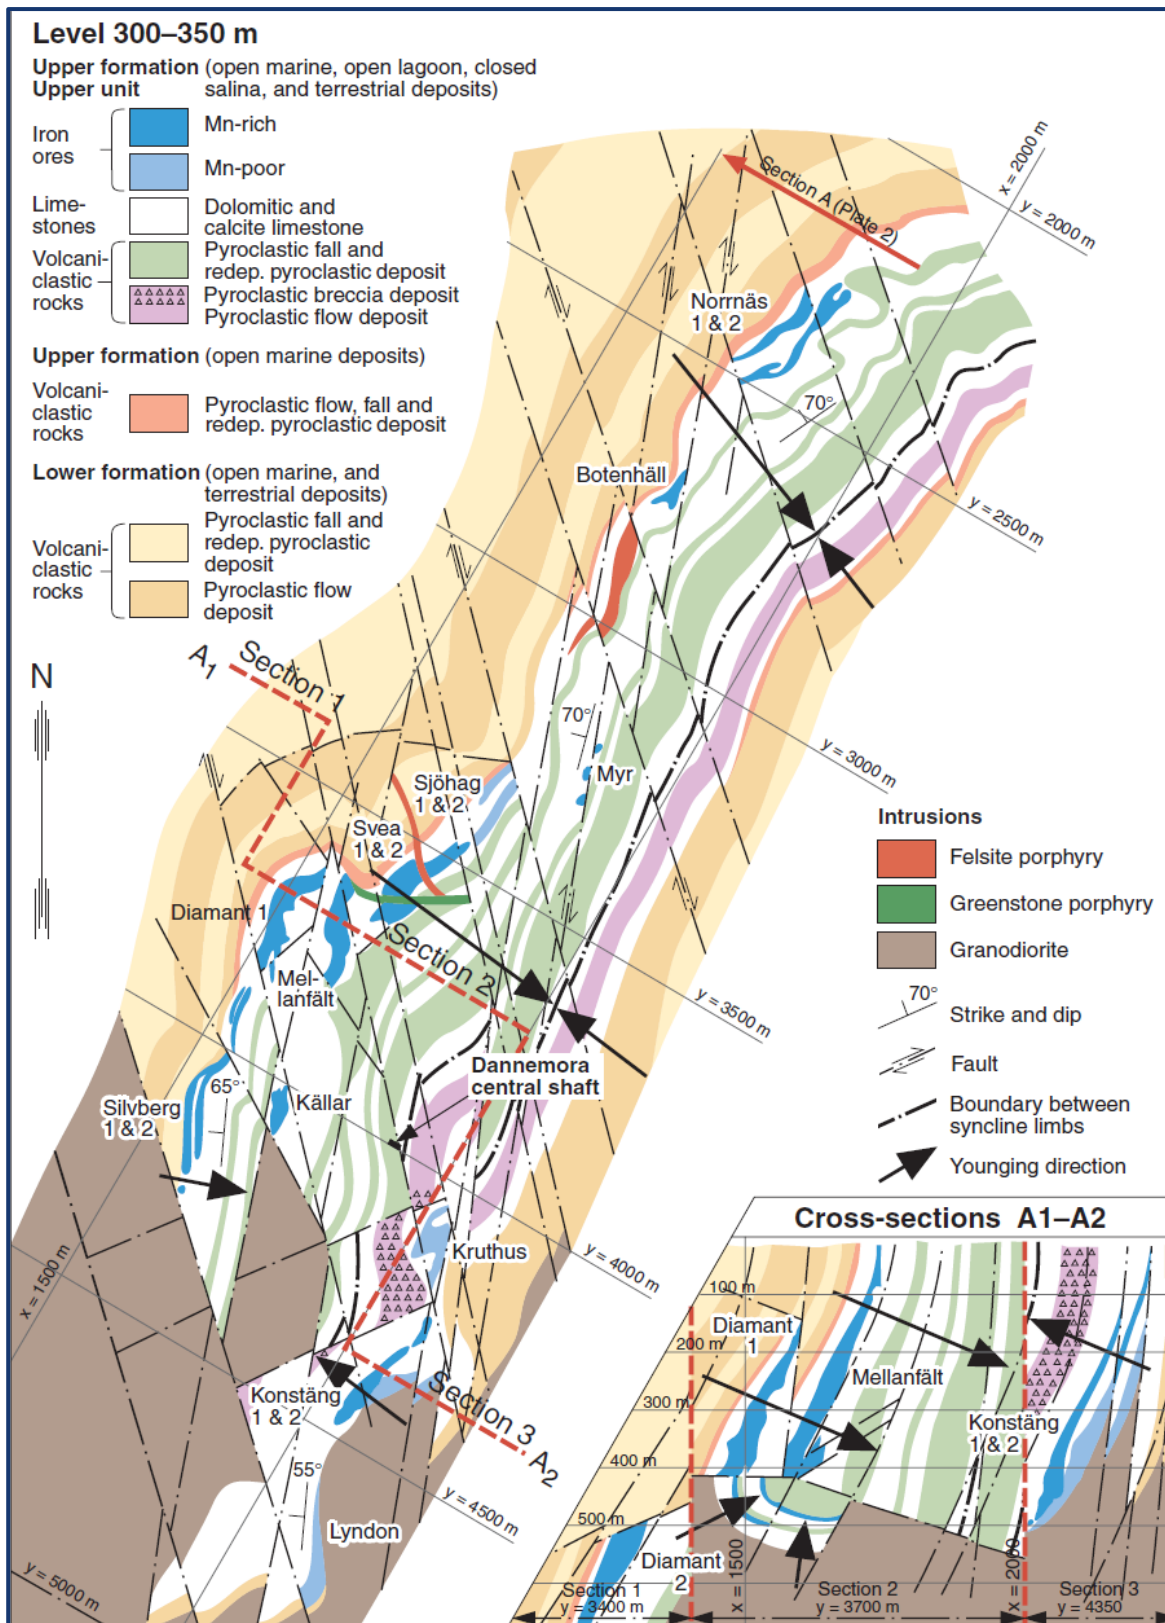 Level 300–350 m
Upper formation (open marine, open lagoon, closed
Upper unit salina, and terrestrial deposits)
Iron
ores
Mn-rich
Mn-poor
Lime-
stones
Dolomitic and
calcite limestone
Volcani-
clastic
rocks
Pyroclastic fall and
redep. pyroclastic deposit
Pyroclastic breccia deposit
Pyroclastic flow deposit
Upper formation (open marine deposits)
Volcani-
clastic
rocks
Pyroclastic flow, fall and
redep. pyroclastic deposit
Lower formation (open marine, and
terrestrial deposits)
Volcani-
clastic
rocks
Pyroclastic fall and
redep. pyroclastic
deposit
Pyroclastic flow
deposit
N
A1
Section 1
Section A (Plate 2)
x = 2000 m
y = 2000 m
Norrnäs
1 & 2
70°
Botenhäll
y = 2500 m
70°
Myr
y = 3000 m
Sjöhag
1 & 2
Svea
1 & 2
Diamant 1
Section 2
Mel-
lanfält
y = 3500 m
Dannemora
central shaft
65°
Silvberg
1 & 2
Källar
Kruthus
y = 4000 m
x = 1500 m
Konstäng
1 & 2
Section 3
A2
55°
Lyndon
y = 4500 m
y = 5000 m
Intrusions
Felsite porphyry
Greenstone porphyry
Granodiorite
70°
Strike and dip
Fault
Boundary between
syncline limbs
Younging direction
Cross-sections A1–A2
100 m
Diamant
1
200 m
Mellanfält
300 m
Konstäng
1 & 2
400 m
500 m
Diamant
2
x = 1500
x = 2000
Section 1
y = 3400 m
Section 2
y = 3700 m
Section 3
y = 4350